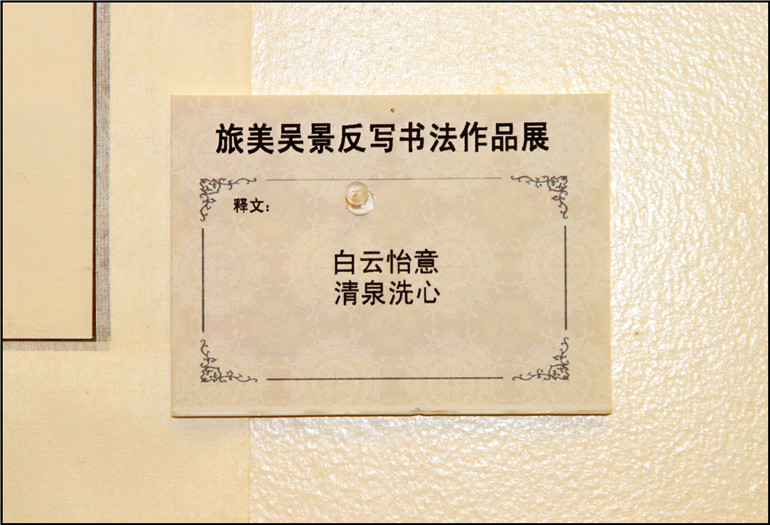 旅美吴景反写书法作品展
释文：
白云怡意
清泉洗心